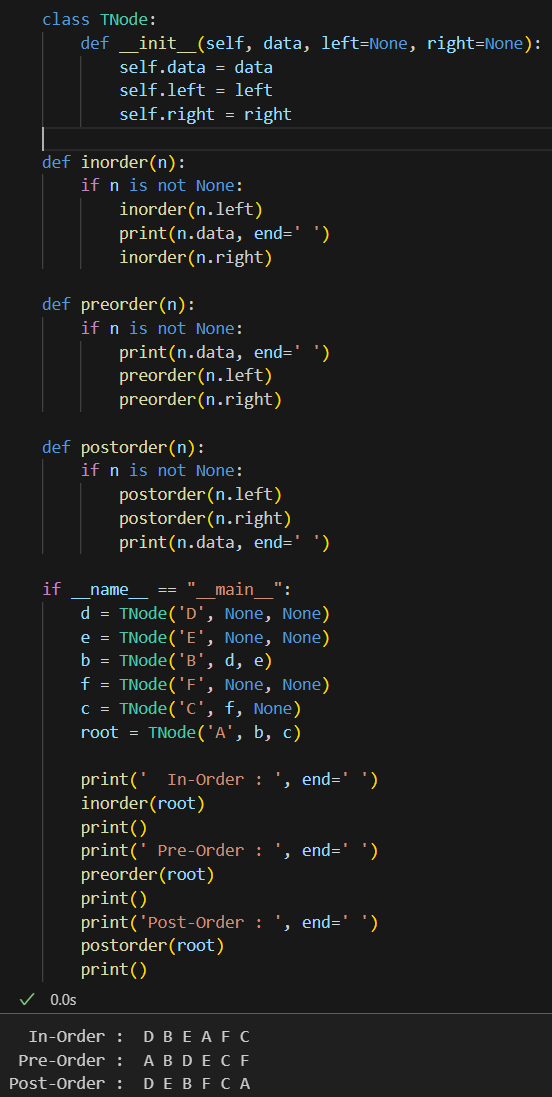 class TNode:
    def __init__(self, data, left=None, right=None):
        self.data = data
        self.left = left
        self.right = right

def inorder(n):
    if n is not None:
        inorder(n.left)
        print(n.data, end=' ')
        inorder(n.right)

def preorder(n):
    if n is not None:
        print(n.data, end=' ')
        preorder(n.left)
        preorder(n.right)

def postorder(n):
    if n is not None:
        postorder(n.left)
        postorder(n.right)
        print(n.data, end=' ')

if __name__ == "__main__":
    d = TNode('D', None, None)
    e = TNode('E', None, None)
    b = TNode('B', d, e)
    f = TNode('F', None, None)
    c = TNode('C', f, None)
    root = TNode('A', b, c)

    print('  In-Order : ', end=' ')
    inorder(root)
    print()
    print(' Pre-Order : ', end=' ')
    preorder(root)
    print()
    print('Post-Order : ', end=' ')
    postorder(root)
    print()
✓ 0.0s
  In-Order :  D B E A F C
 Pre-Order :  A B D E C F
Post-Order :  D E B F C A